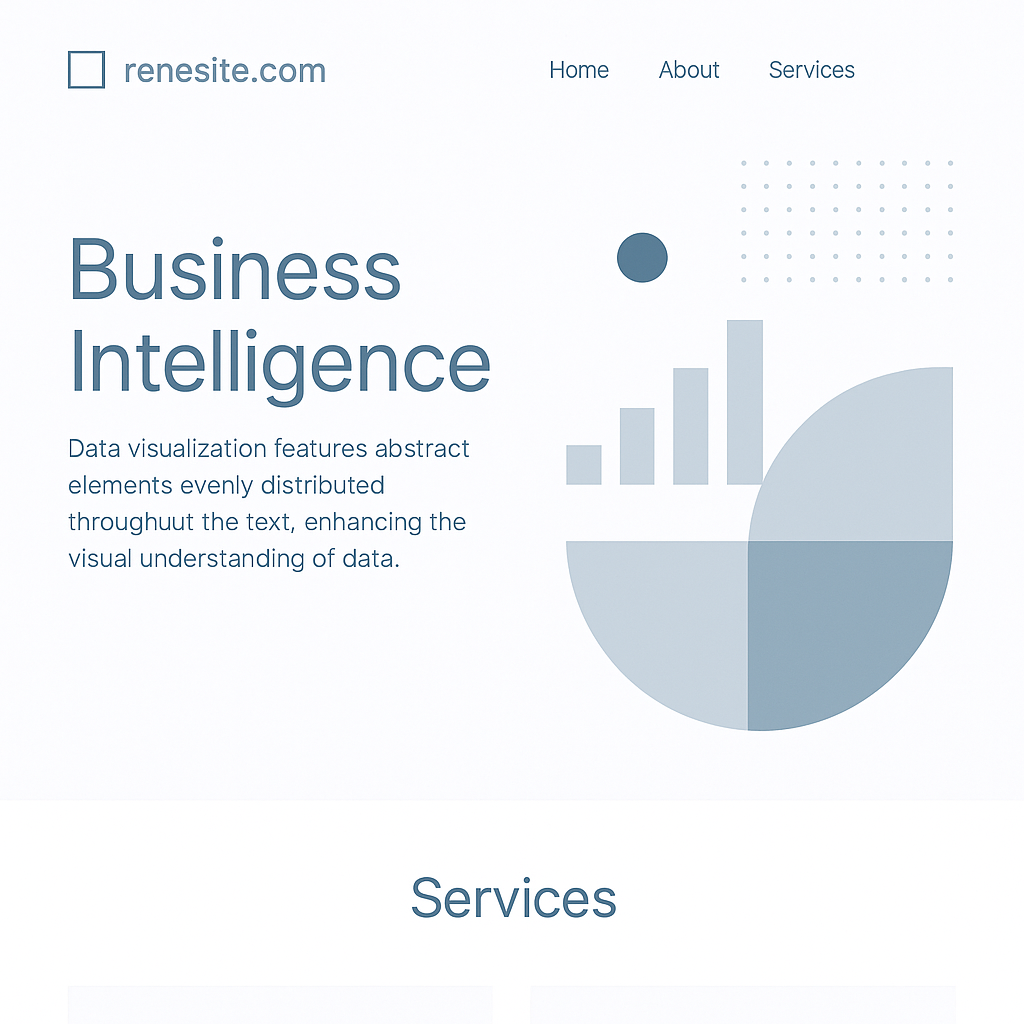 renesite.com
Home About Services
Business
Intelligence
Data visualization features abstract
elements evenly distributed
throughuut the text, enhancing the
visual understanding of data.
Services